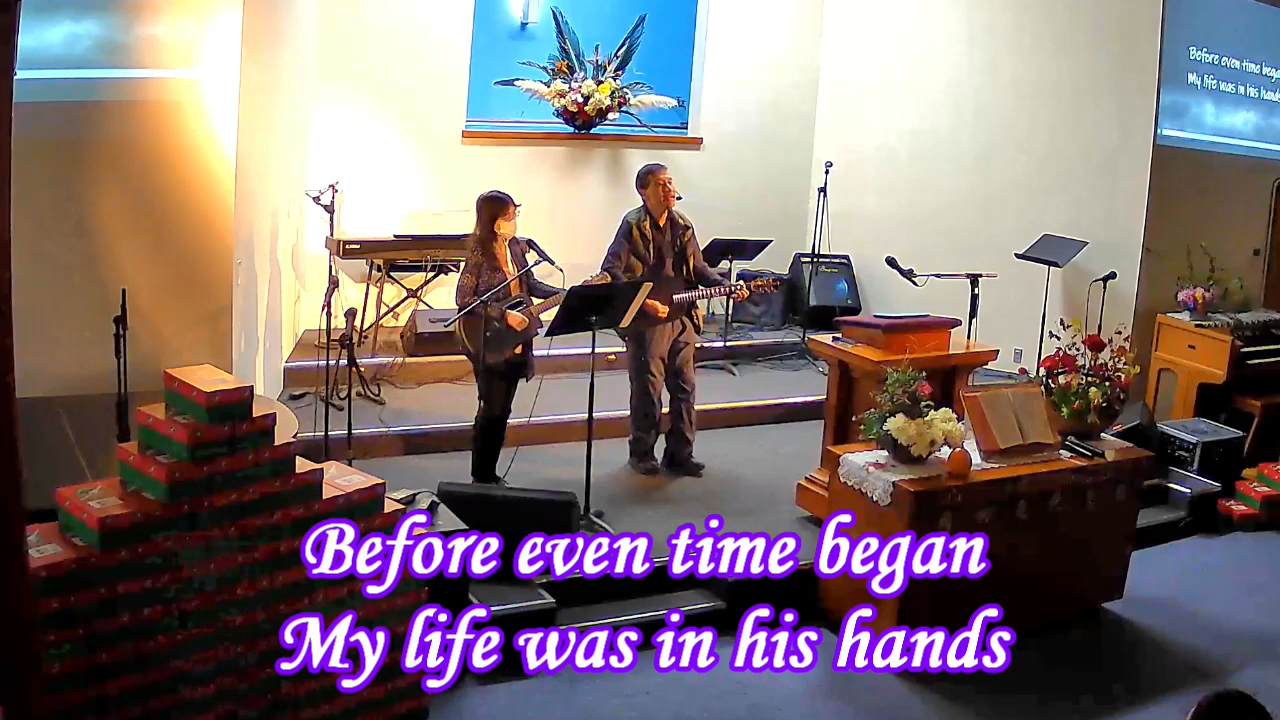 Before even time bega
My life was in his hands
Before even time began
My life was in his hands